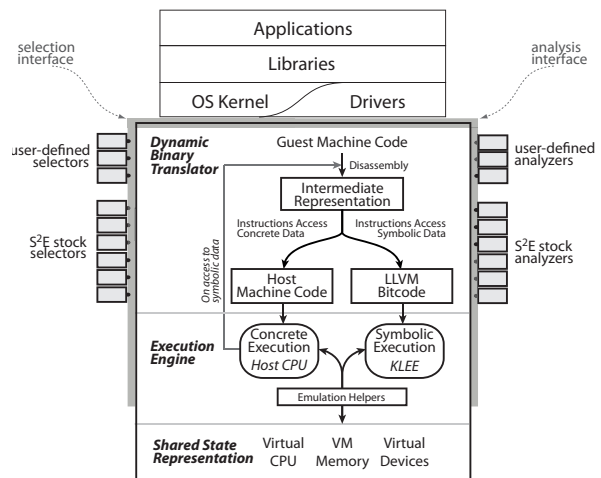 Applications
selection
interface
analysis
interface
Libraries
OS Kernel
Drivers
user-defined
selectors
Dynamic
Binary
Translator
Guest Machine Code
user-defined
analyzers
Disassembly
Intermediate
Representation
Instructions Access
Concrete Data
Instructions Access
Symbolic Data
S²E stock
selectors
S²E stock
analyzers
On access to
symbolic data
Host
Machine Code
LLVM
Bitcode
Execution
Engine
Concrete
Execution
Host CPU
Symbolic
Execution
KLEE
Emulation Helpers
Shared State
Representation
Virtual
CPU
VM
Memory
Virtual
Devices